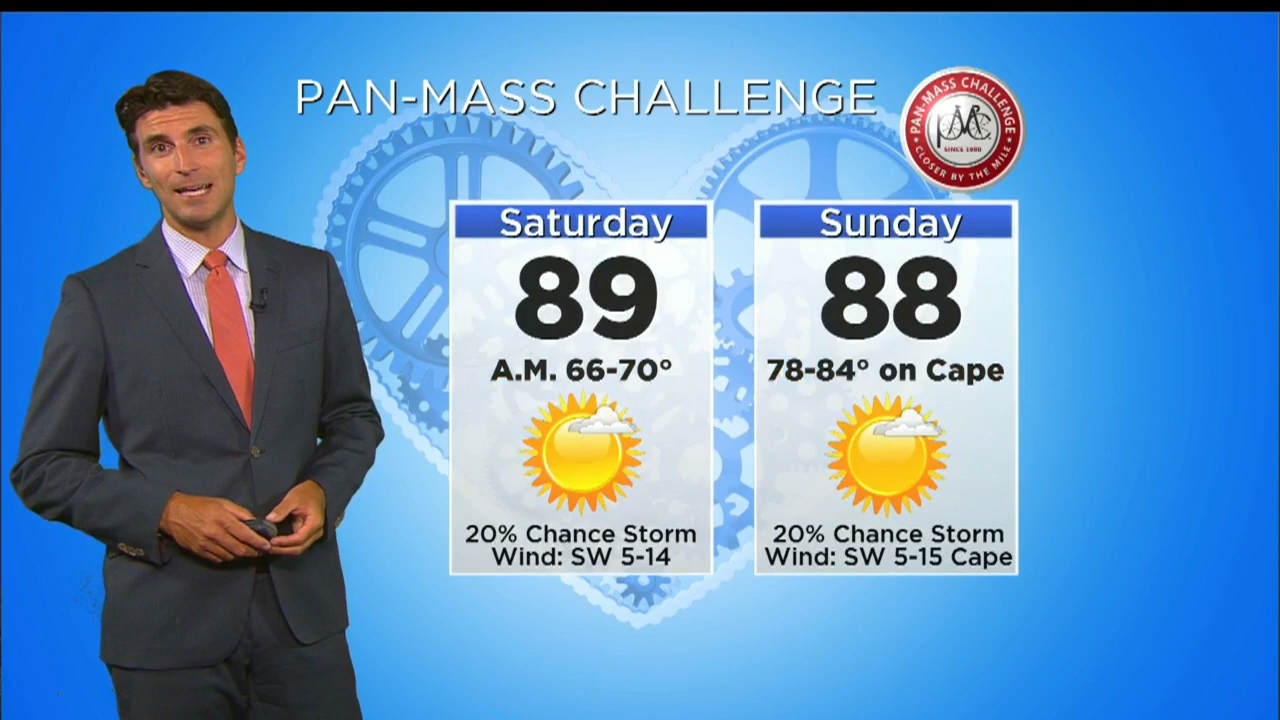 PAN-MASS CHALLENGE
PAN-MASS CHALLENGE
PMC
SINCE 1980
CLOSER BY THE MILE
Saturday
89
A.M. 66-70°
20% Chance Storm
Wind: SW 5-14
Sunday
88
78-84° on Cape
20% Chance Storm
Wind: SW 5-15 Cape